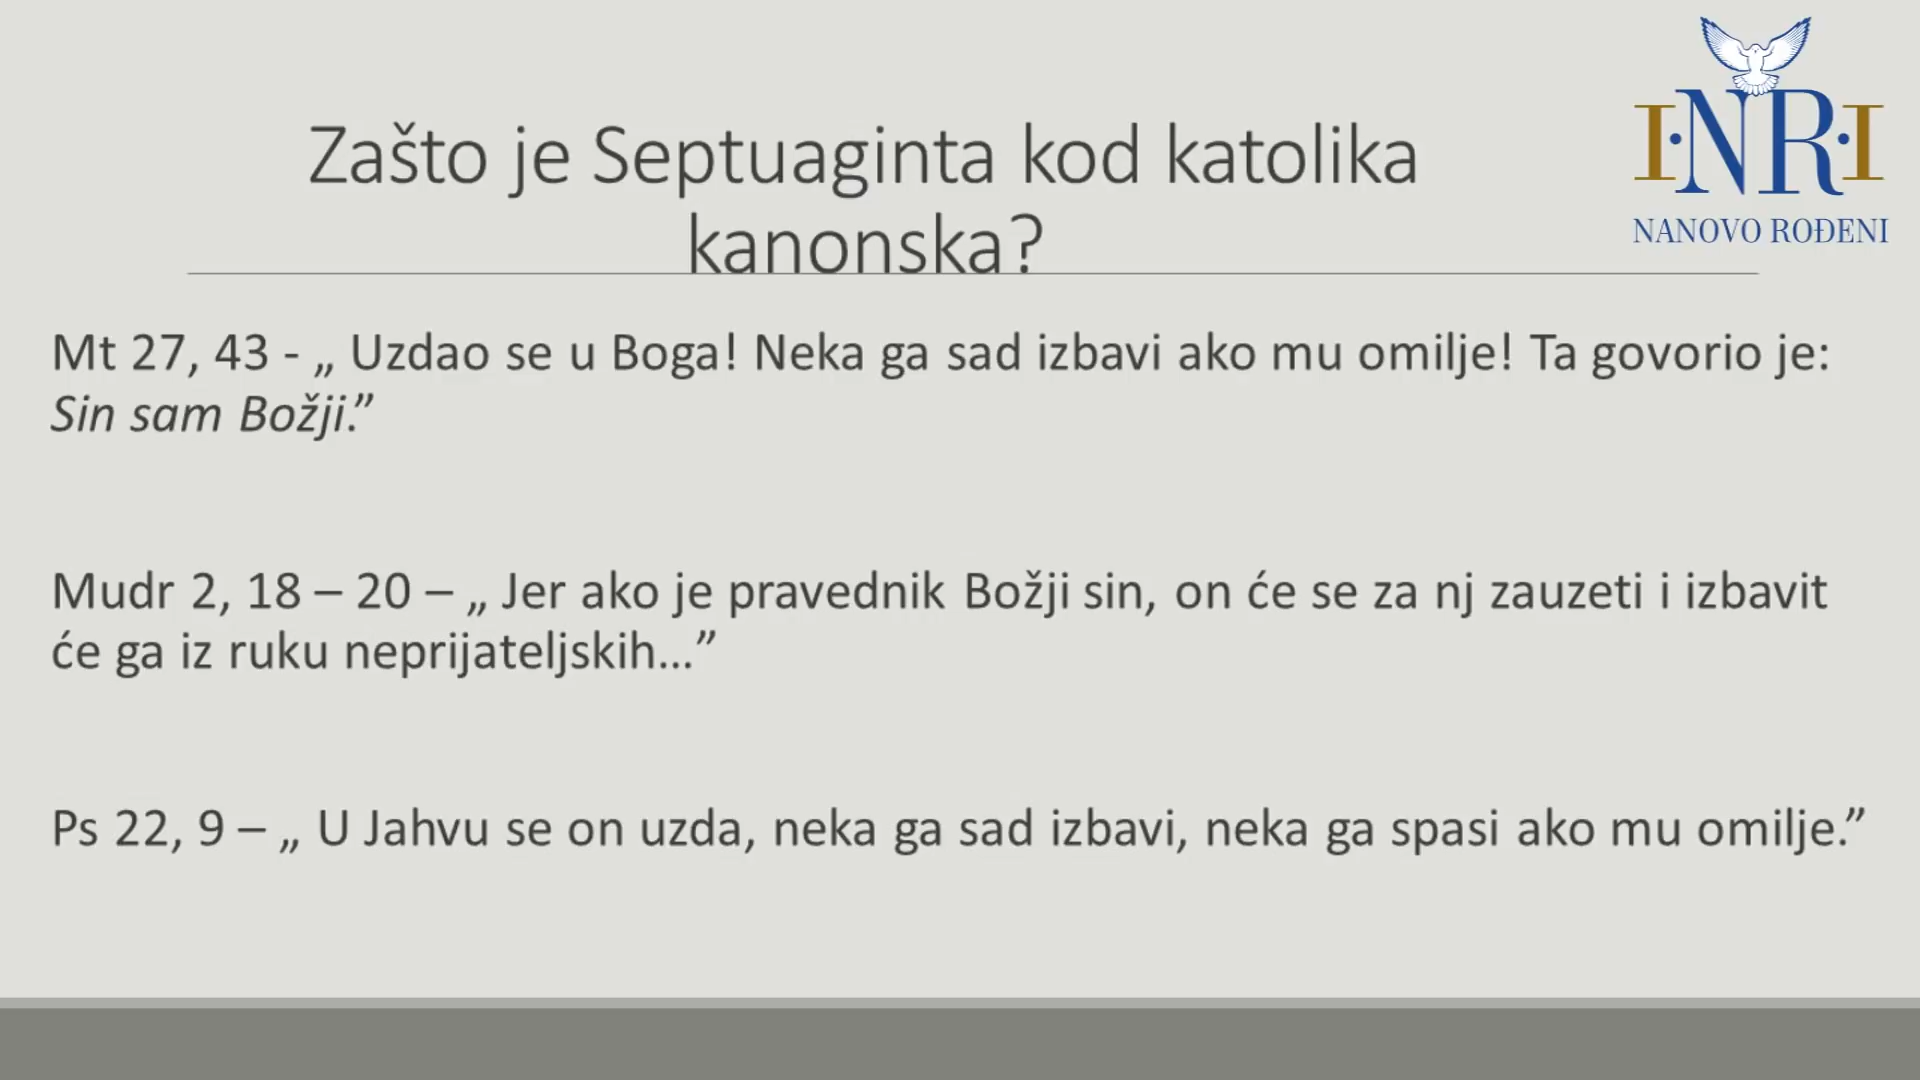 I·NR·I
NANOVO ROĐENI
Zašto je Septuaginta kod katolika
kanonska?
Mt 27, 43 - „ Uzdao se u Boga! Neka ga sad izbavi ako mu omilje! Ta govorio je:
Sin sam Božji.”
Mudr 2, 18 – 20 – „ Jer ako je pravednik Božji sin, on će se za nj zauzeti i izbavit
će ga iz ruku neprijateljskih…”
Ps 22, 9 – „ U Jahvu se on uzda, neka ga sad izbavi, neka ga spasi ako mu omilje.”